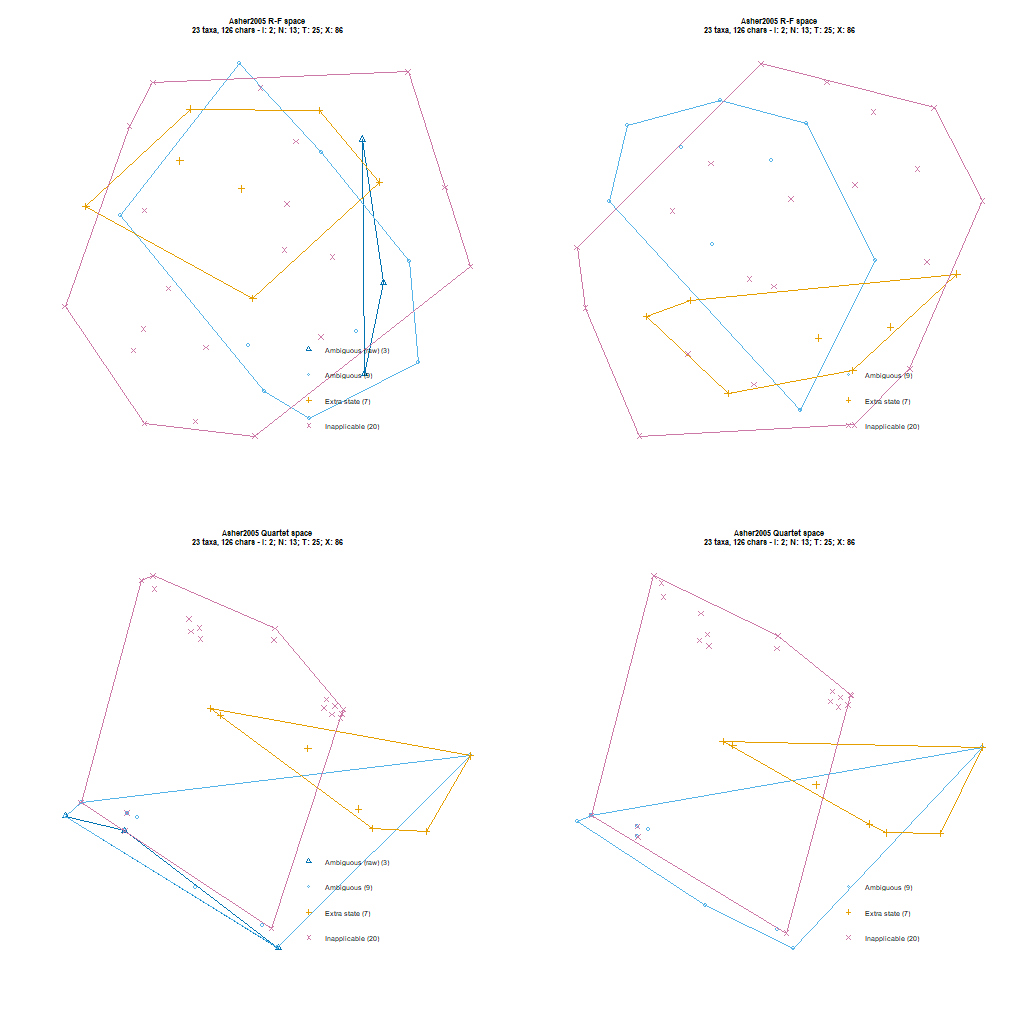 Asher2005 R-F space
23 taxa, 126 chars - I: 2; N: 13; T: 25; X: 86
Ambiguous (raw) (3)
Ambiguous (9)
Extra state (7)
Inapplicable (20)
Asher2005 R-F space
23 taxa, 126 chars - I: 2; N: 13; T: 25; X: 86
Ambiguous (9)
Extra state (7)
Inapplicable (20)
Asher2005 Quartet space
23 taxa, 126 chars - I: 2; N: 13; T: 25; X: 86
Ambiguous (raw) (3)
Ambiguous (9)
Extra state (7)
Inapplicable (20)
Asher2005 Quartet space
23 taxa, 126 chars - I: 2; N: 13; T: 25; X: 86
Ambiguous (9)
Extra state (7)
Inapplicable (20)